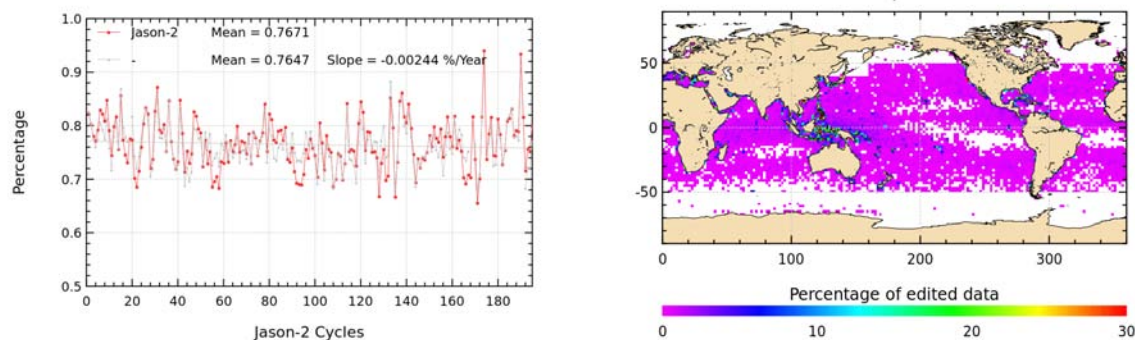 1.0
Jason-2 Mean = 0.7671
- Mean = 0.7647 Slope = -0.00244 %/Year
0.9
0.8
0.7
0.6
0.5
Percentage
0 20 40 60 80 100 120 140 160 180
Jason-2 Cycles
50
0
-50
0 100 200 300
Percentage of edited data
0 10 20 30